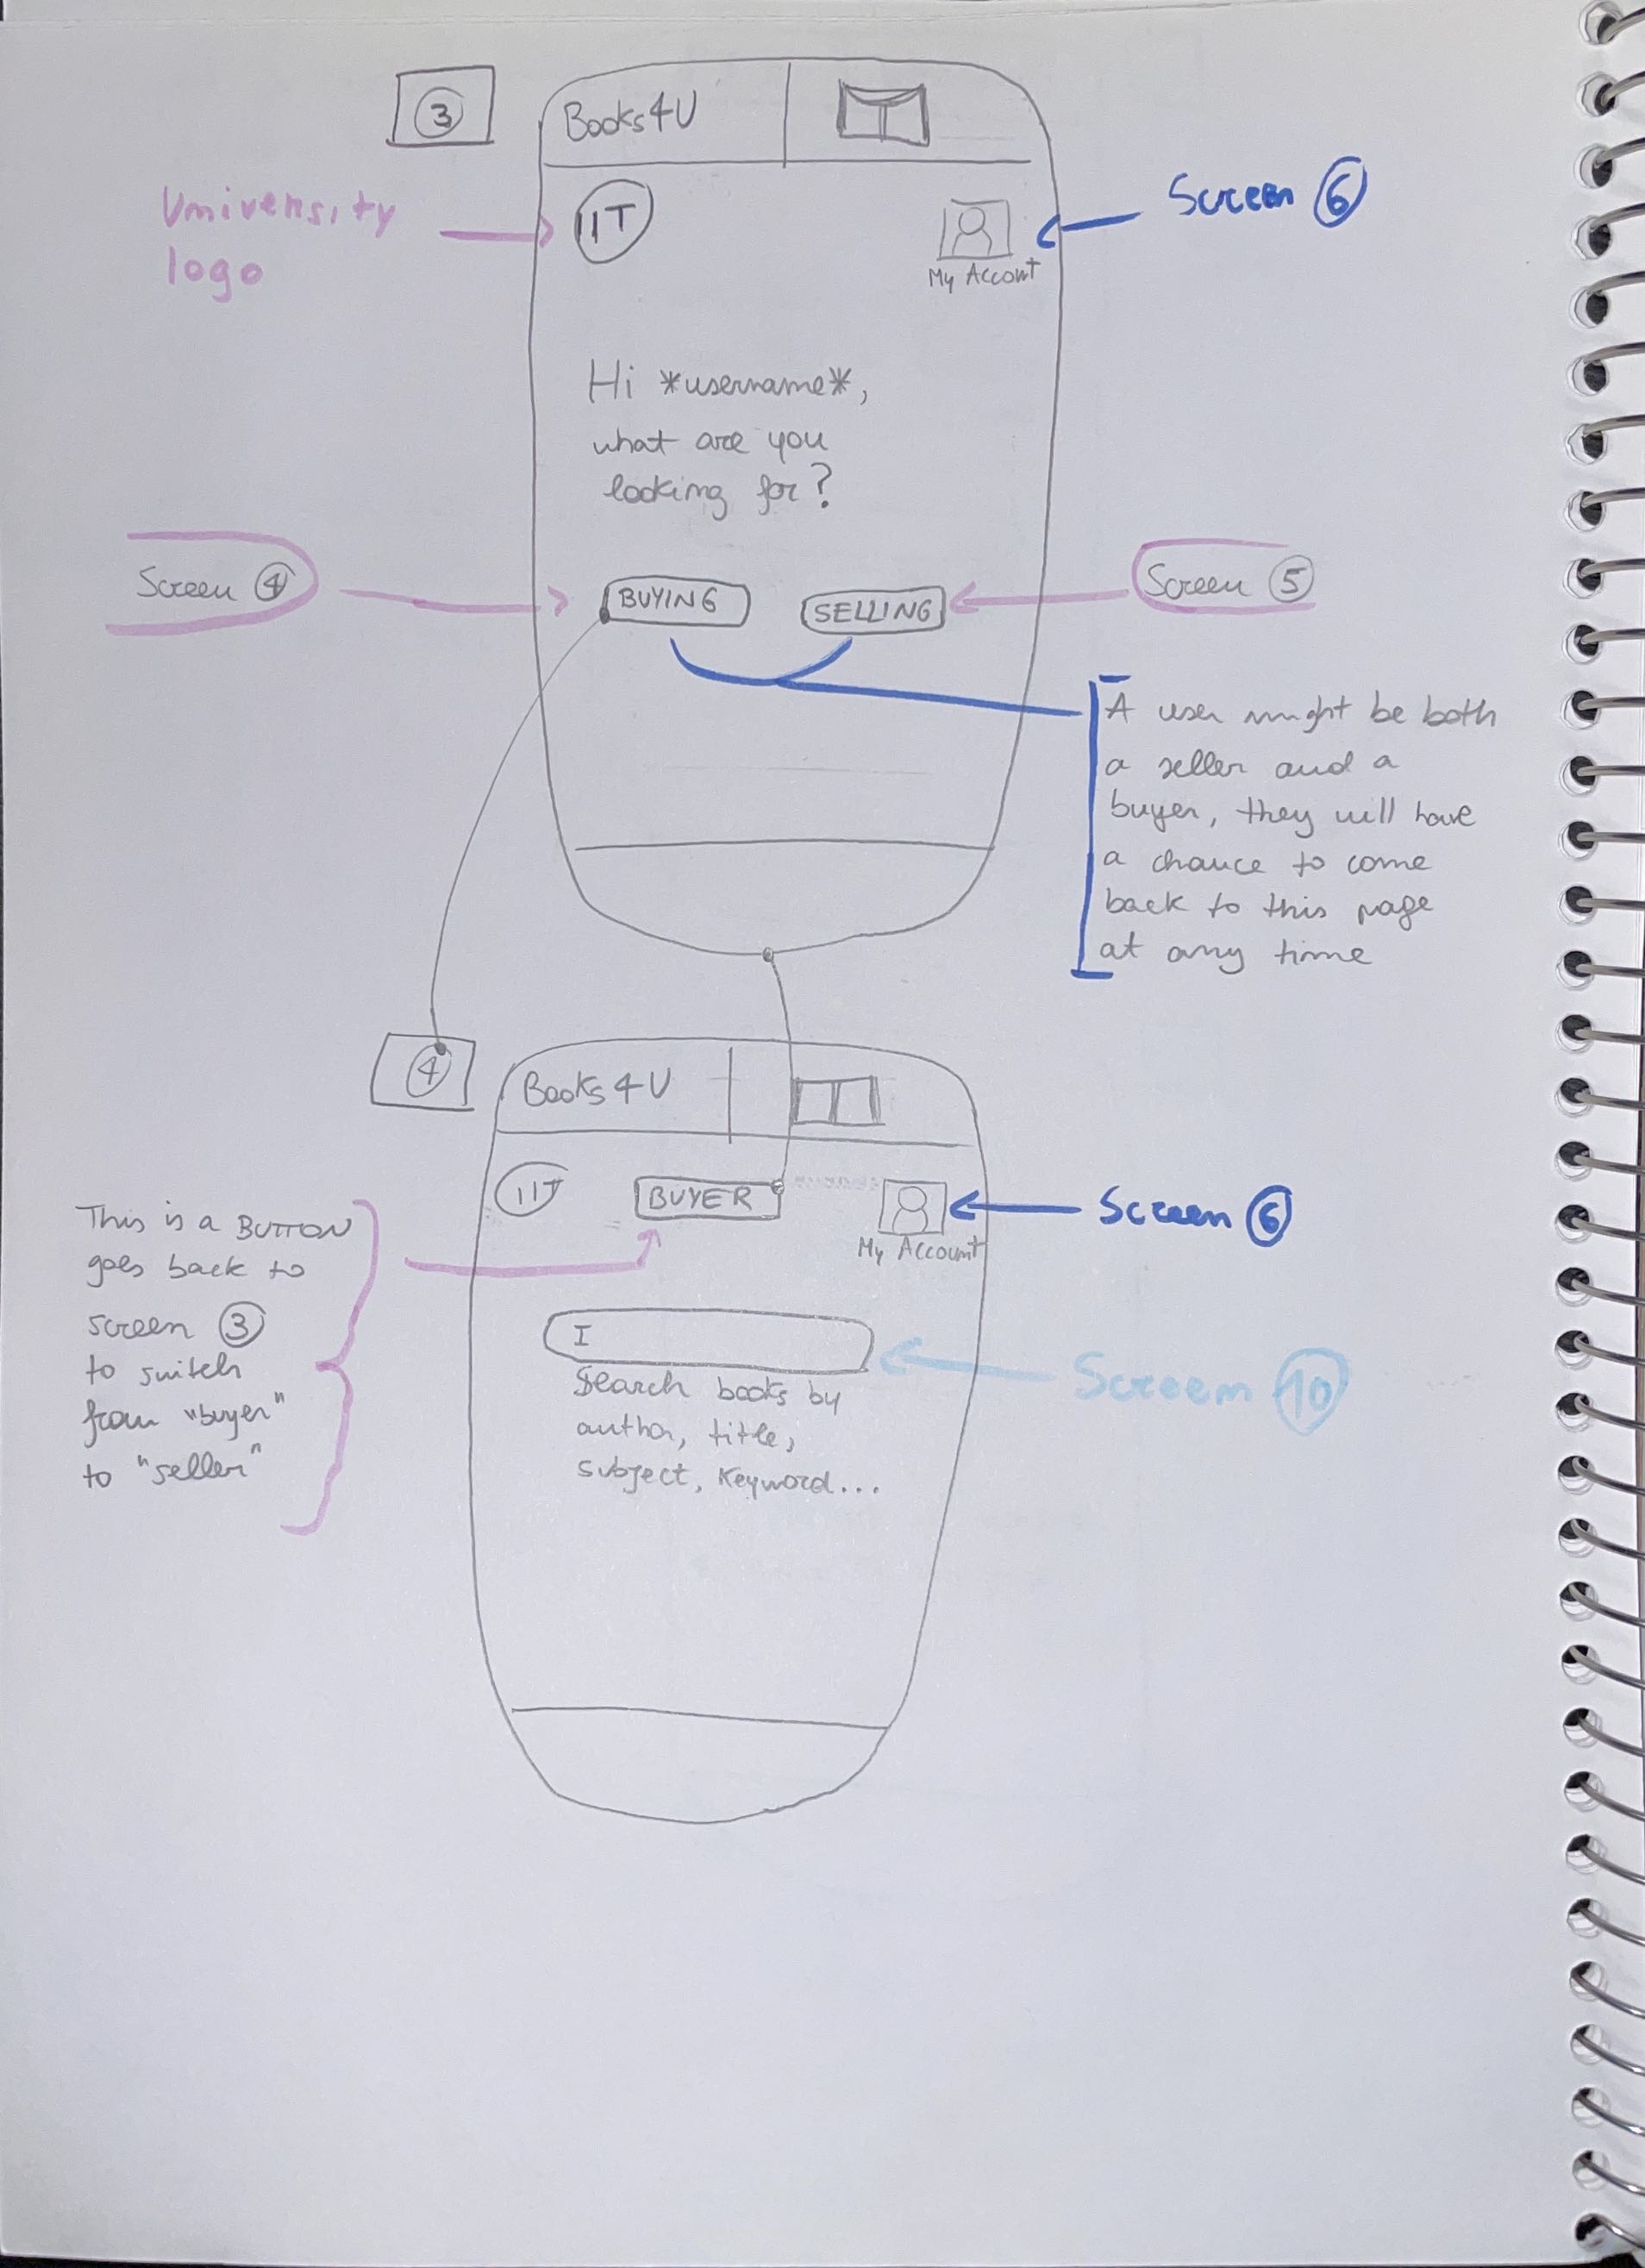 3
Books4U
University
logo
IIT
My Account
Screen 6
Hi *username*,
what are you
looking for?
Screen 4
BUYING
SELLING
Screen 5
A user might be both
a seller and a
buyer, they will have
a chance to come
back to this page
at any time
4
Books4U
IIT
BUYER
My Account
Screen 6
This is a BUTTON
goes back to
screen 3
to switch
from "buyer"
to "seller"
I
Search books by
author, title,
subject, Keyword...
Screen 10